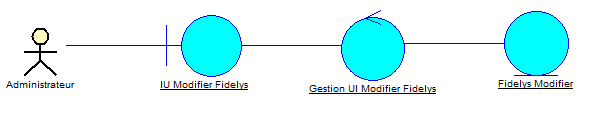 Administrateur
IU Modifier Fidelys
Gestion UI Modifier Fidelys
Fidelys Modifier